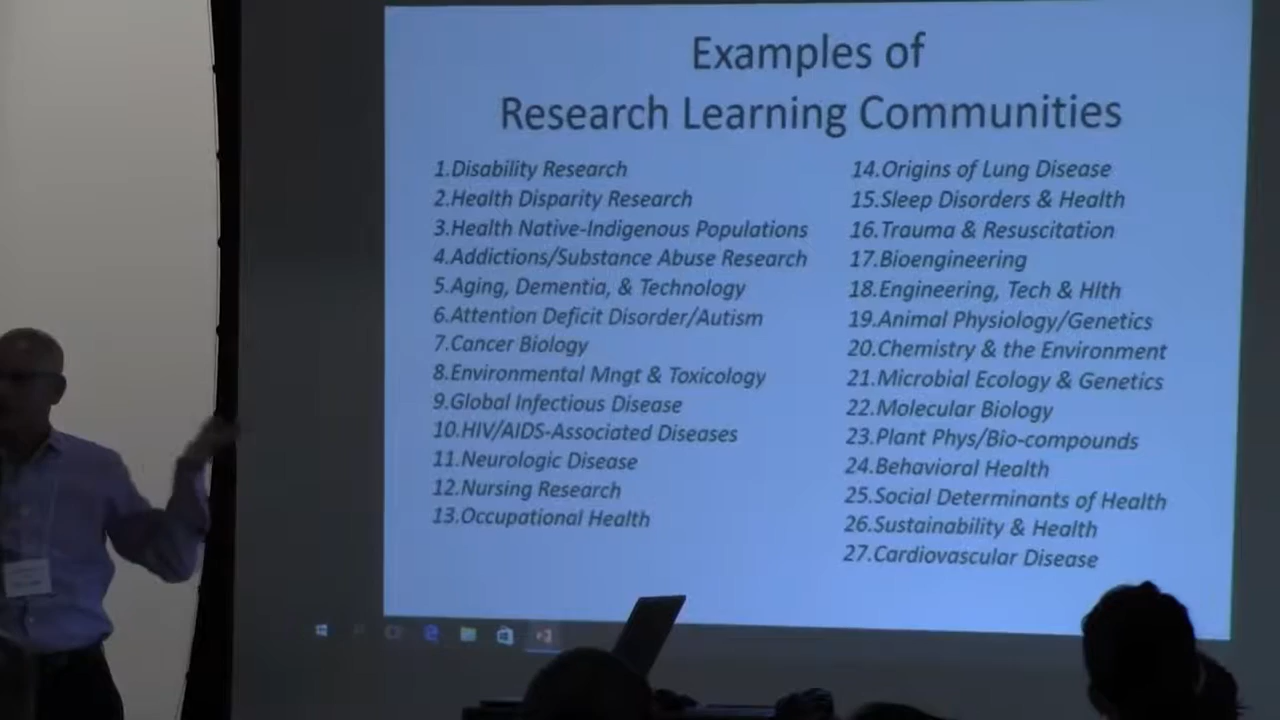 Examples of
Research Learning Communities
1.Disability Research
2.Health Disparity Research
3.Health Native-Indigenous Populations
4.Addictions/Substance Abuse Research
5.Aging, Dementia, & Technology
6.Attention Deficit Disorder/Autism
7.Cancer Biology
8.Environmental Mngt & Toxicology
9.Global Infectious Disease
10.HIV/AIDS-Associated Diseases
11.Neurologic Disease
12.Nursing Research
13.Occupational Health
14.Origins of Lung Disease
15.Sleep Disorders & Health
16.Trauma & Resuscitation
17.Bioengineering
18.Engineering, Tech & Hlth
19.Animal Physiology/Genetics
20.Chemistry & the Environment
21.Microbial Ecology & Genetics
22.Molecular Biology
23.Plant Phys/Bio-compounds
24.Behavioral Health
25.Social Determinants of Health
26.Sustainability & Health
27.Cardiovascular Disease